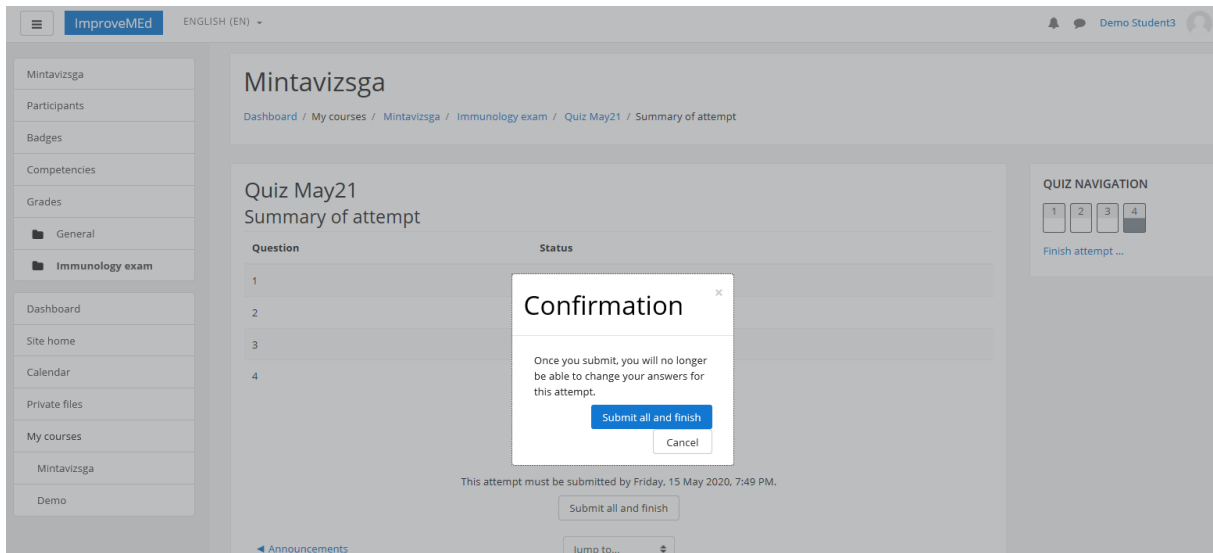 ImproveMEd
ENGLISH (EN)
Demo Student3
Mintavizsga
Participants
Badges
Competencies
Grades
General
Immunology exam
Dashboard
Site home
Calendar
Private files
My courses
Mintavizsga
Demo
Mintavizsga
Dashboard / My courses / Mintavizsga / Immunology exam / Quiz May21 / Summary of attempt
Quiz May21
Summary of attempt
Question Status
1
2
3
4
Confirmation ×
Once you submit, you will no longer
be able to change your answers for
this attempt.
Submit all and finish
Cancel
This attempt must be submitted by Friday, 15 May 2020, 7:49 PM.
Submit all and finish
◄ Announcements
Jump to...
QUIZ NAVIGATION
1 2 3 4
Finish attempt ...